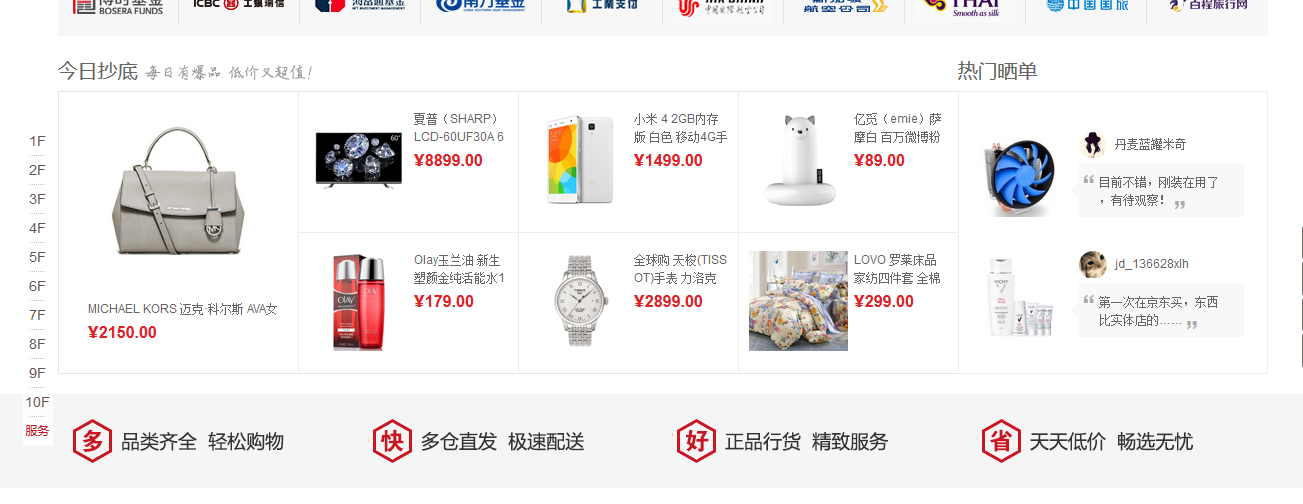 博时基金
BOSERA FUNDS
ICBC 工银瑞信
工业支付
中国国旅
百程旅行网
THAI
Smooth as silk
今日抄底 每日有爆品 低价又超值！
热门晒单
1F
2F
3F
4F
5F
6F
7F
8F
9F
10F
服务
MICHAEL KORS 迈克·科尔斯 AVA女
¥2150.00
60"
夏普（SHARP）
LCD-60UF30A 6
¥8899.00
小米 4 2GB内存
版 白色 移动4G手
¥1499.00
亿觅（emie）萨
摩白 百万微博粉
¥89.00
OLAY
Olay玉兰油 新生
塑颜金纯活能水1
¥179.00
全球购 天梭(TISS
OT)手表 力洛克
¥2899.00
LOVO 罗莱床品
家纺四件套 全棉
¥299.00
丹麦蓝罐米奇
“ 目前不错，刚装在用了
，有待观察！ ”
VICHY
jd_136628xlh
“ 第一次在京东买，东西
比实体店的…… ”
多 品类齐全 轻松购物
快 多仓直发 极速配送
好 正品行货 精致服务
省 天天低价 畅选无忧